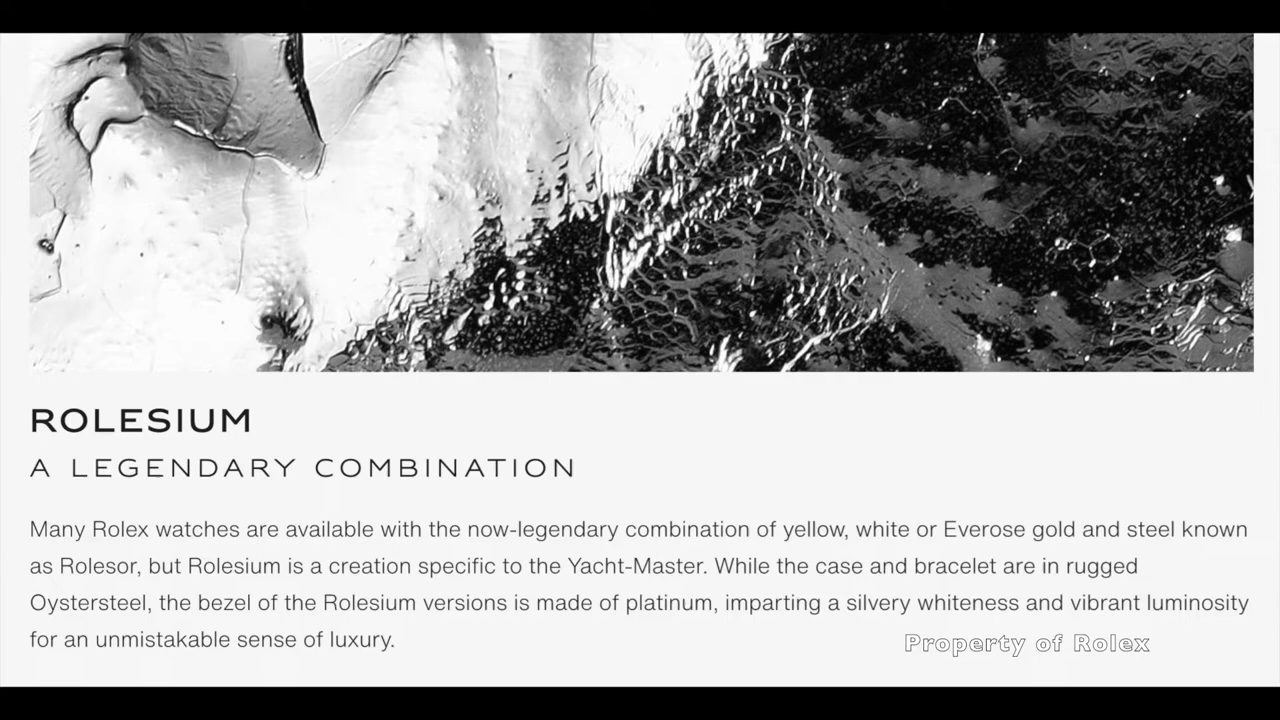 ROLESIUM
A LEGENDARY COMBINATION
Many Rolex watches are available with the now-legendary combination of yellow, white or Everose gold and steel known
as Rolesor, but Rolesium is a creation specific to the Yacht-Master. While the case and bracelet are in rugged
Oystersteel, the bezel of the Rolesium versions is made of platinum, imparting a silvery whiteness and vibrant luminosity
for an unmistakable sense of luxury.
Property of Rolex